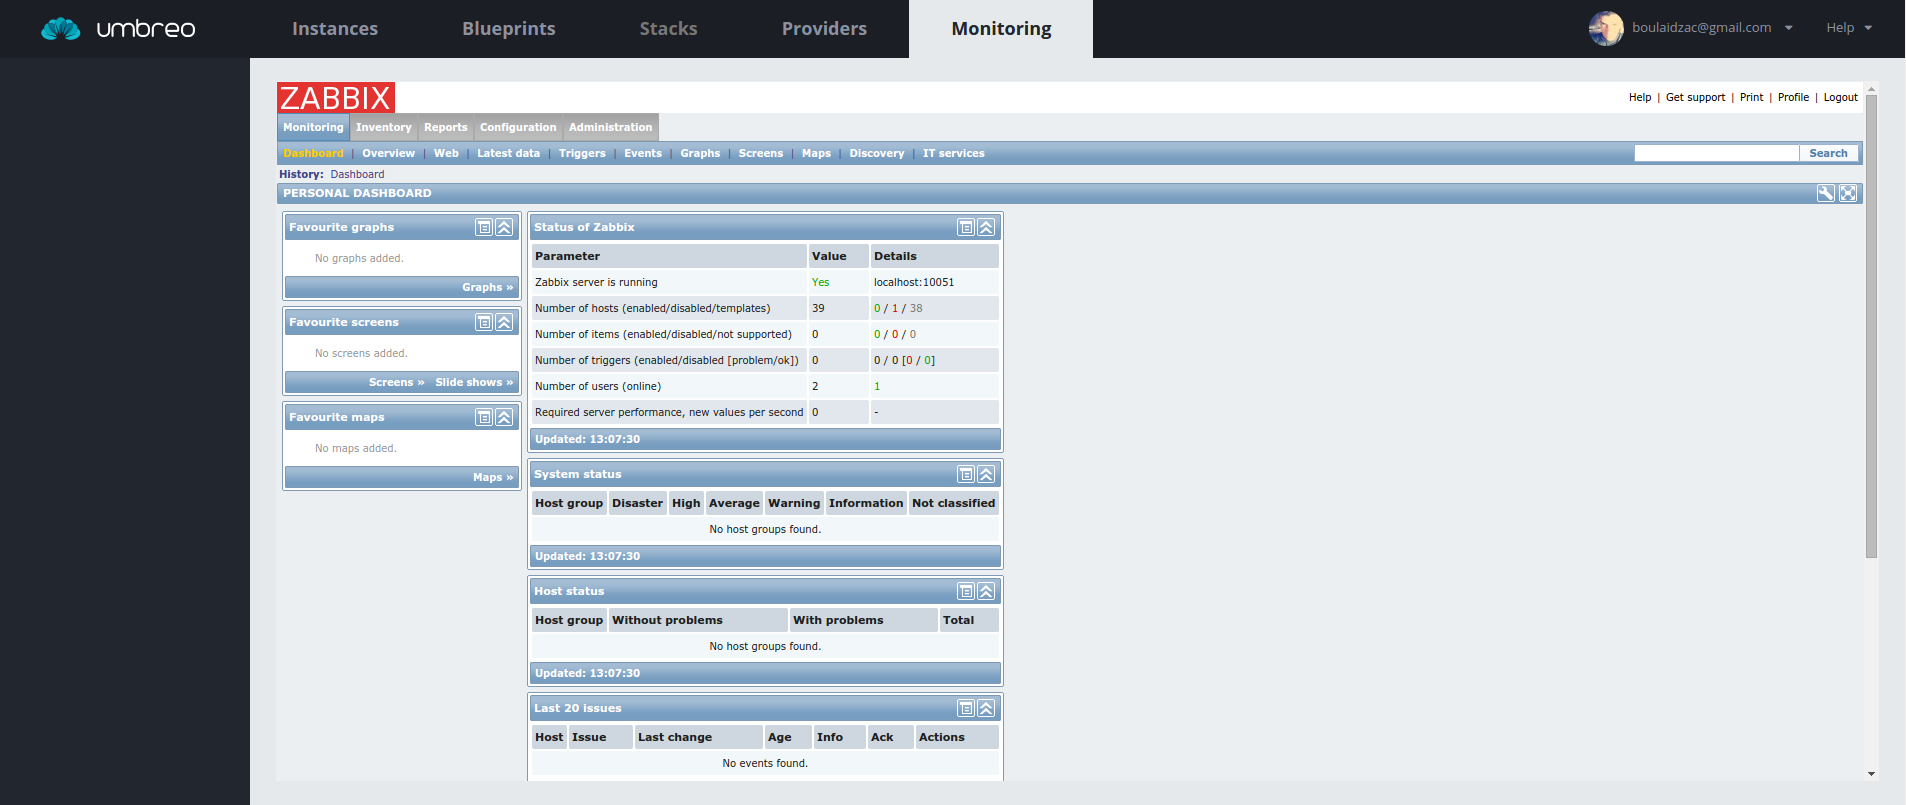 umbreo Instances Blueprints Stacks Providers Monitoring boulaidzac@gmail.com Help
ZABBIX Help | Get support | Print | Profile | Logout
Monitoring Inventory Reports Configuration Administration
Dashboard | Overview | Web | Latest data | Triggers | Events | Graphs | Screens | Maps | Discovery | IT services Search
History: Dashboard
PERSONAL DASHBOARD
Favourite graphs
No graphs added.
Graphs »
Favourite screens
No screens added.
Screens » Slide shows »
Favourite maps
No maps added.
Maps »
Status of Zabbix
Parameter Value Details
Zabbix server is running Yes localhost:10051
Number of hosts (enabled/disabled/templates) 39 0 / 1 / 38
Number of items (enabled/disabled/not supported) 0 0 / 0 / 0
Number of triggers (enabled/disabled [problem/ok]) 0 0 / 0 [0 / 0]
Number of users (online) 2 1
Required server performance, new values per second 0 -
Updated: 13:07:30
System status
Host group Disaster High Average Warning Information Not classified
No host groups found.
Updated: 13:07:30
Host status
Host group Without problems With problems Total
No host groups found.
Updated: 13:07:30
Last 20 issues
Host Issue Last change Age Info Ack Actions
No events found.